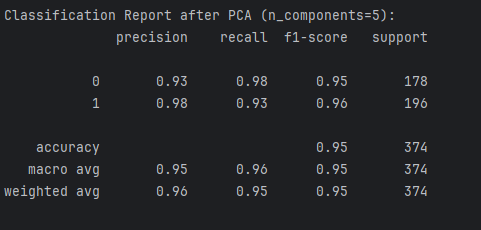 Classification Report after PCA (n_components=5):
precision recall f1-score support
0 0.93 0.98 0.95 178
1 0.98 0.93 0.96 196
accuracy 0.95 374
macro avg 0.95 0.96 0.95 374
weighted avg 0.96 0.95 0.95 374